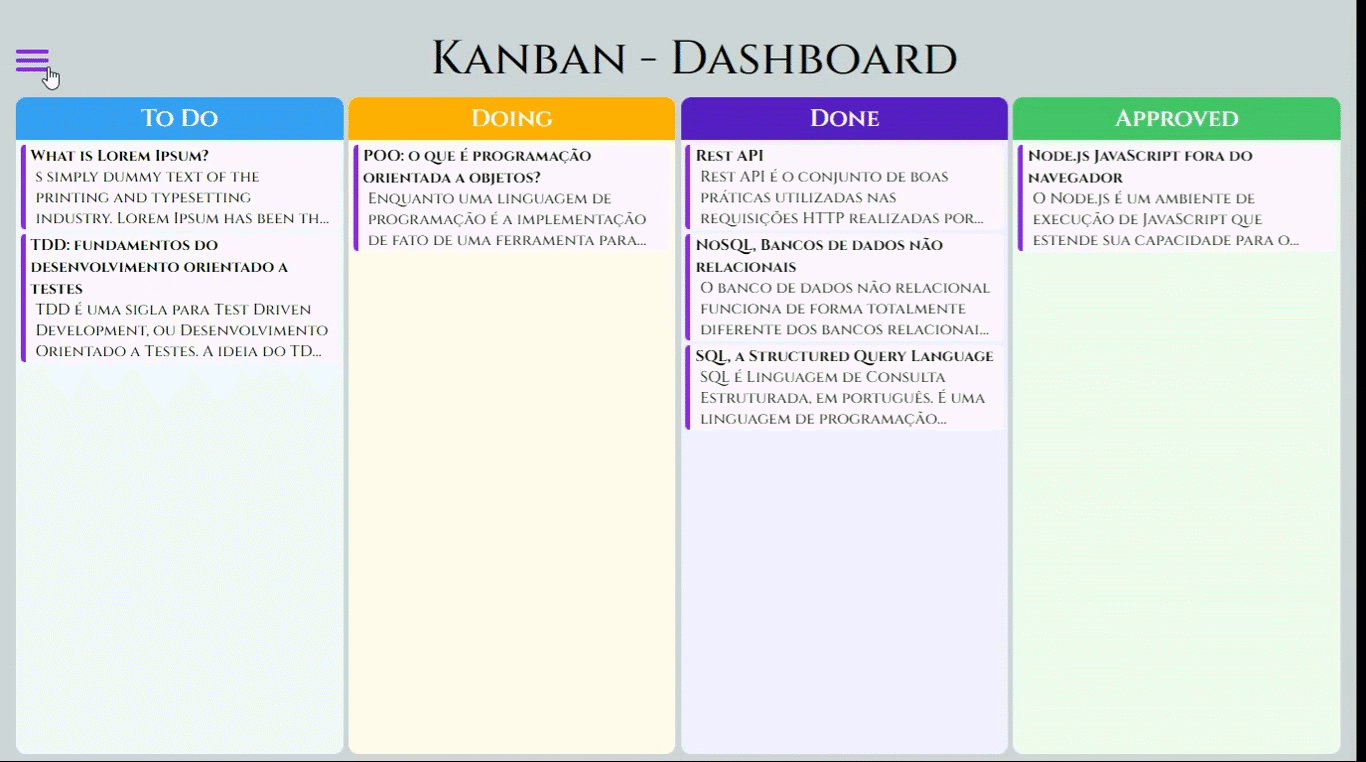 Kanban - Dashboard
To Do
What is Lorem Ipsum?
s simply dummy text of the
printing and typesetting
industry. Lorem Ipsum has been th...
TDD: fundamentos do
desenvolvimento orientado a
testes
TDD é uma sigla para Test Driven
Development, ou Desenvolvimento
Orientado a Testes. A ideia do TD...
Doing
POO: o que é programação
orientada a objetos?
Enquanto uma linguagem de
programação é a implementação
de fato de uma ferramenta para...
Done
Rest API
Rest API é o conjunto de boas
práticas utilizadas nas
requisições HTTP realizadas por...
NoSQL, Bancos de dados não
relacionais
O banco de dados não relacional
funciona de forma totalmente
diferente dos bancos relacionai...
SQL, a Structured Query Language
SQL é Linguagem de Consulta
Estruturada, em português. É uma
linguagem de programação...
Approved
Node.js JavaScript fora do
navegador
O Node.js é um ambiente de
execução de JavaScript que
estende sua capacidade para o...